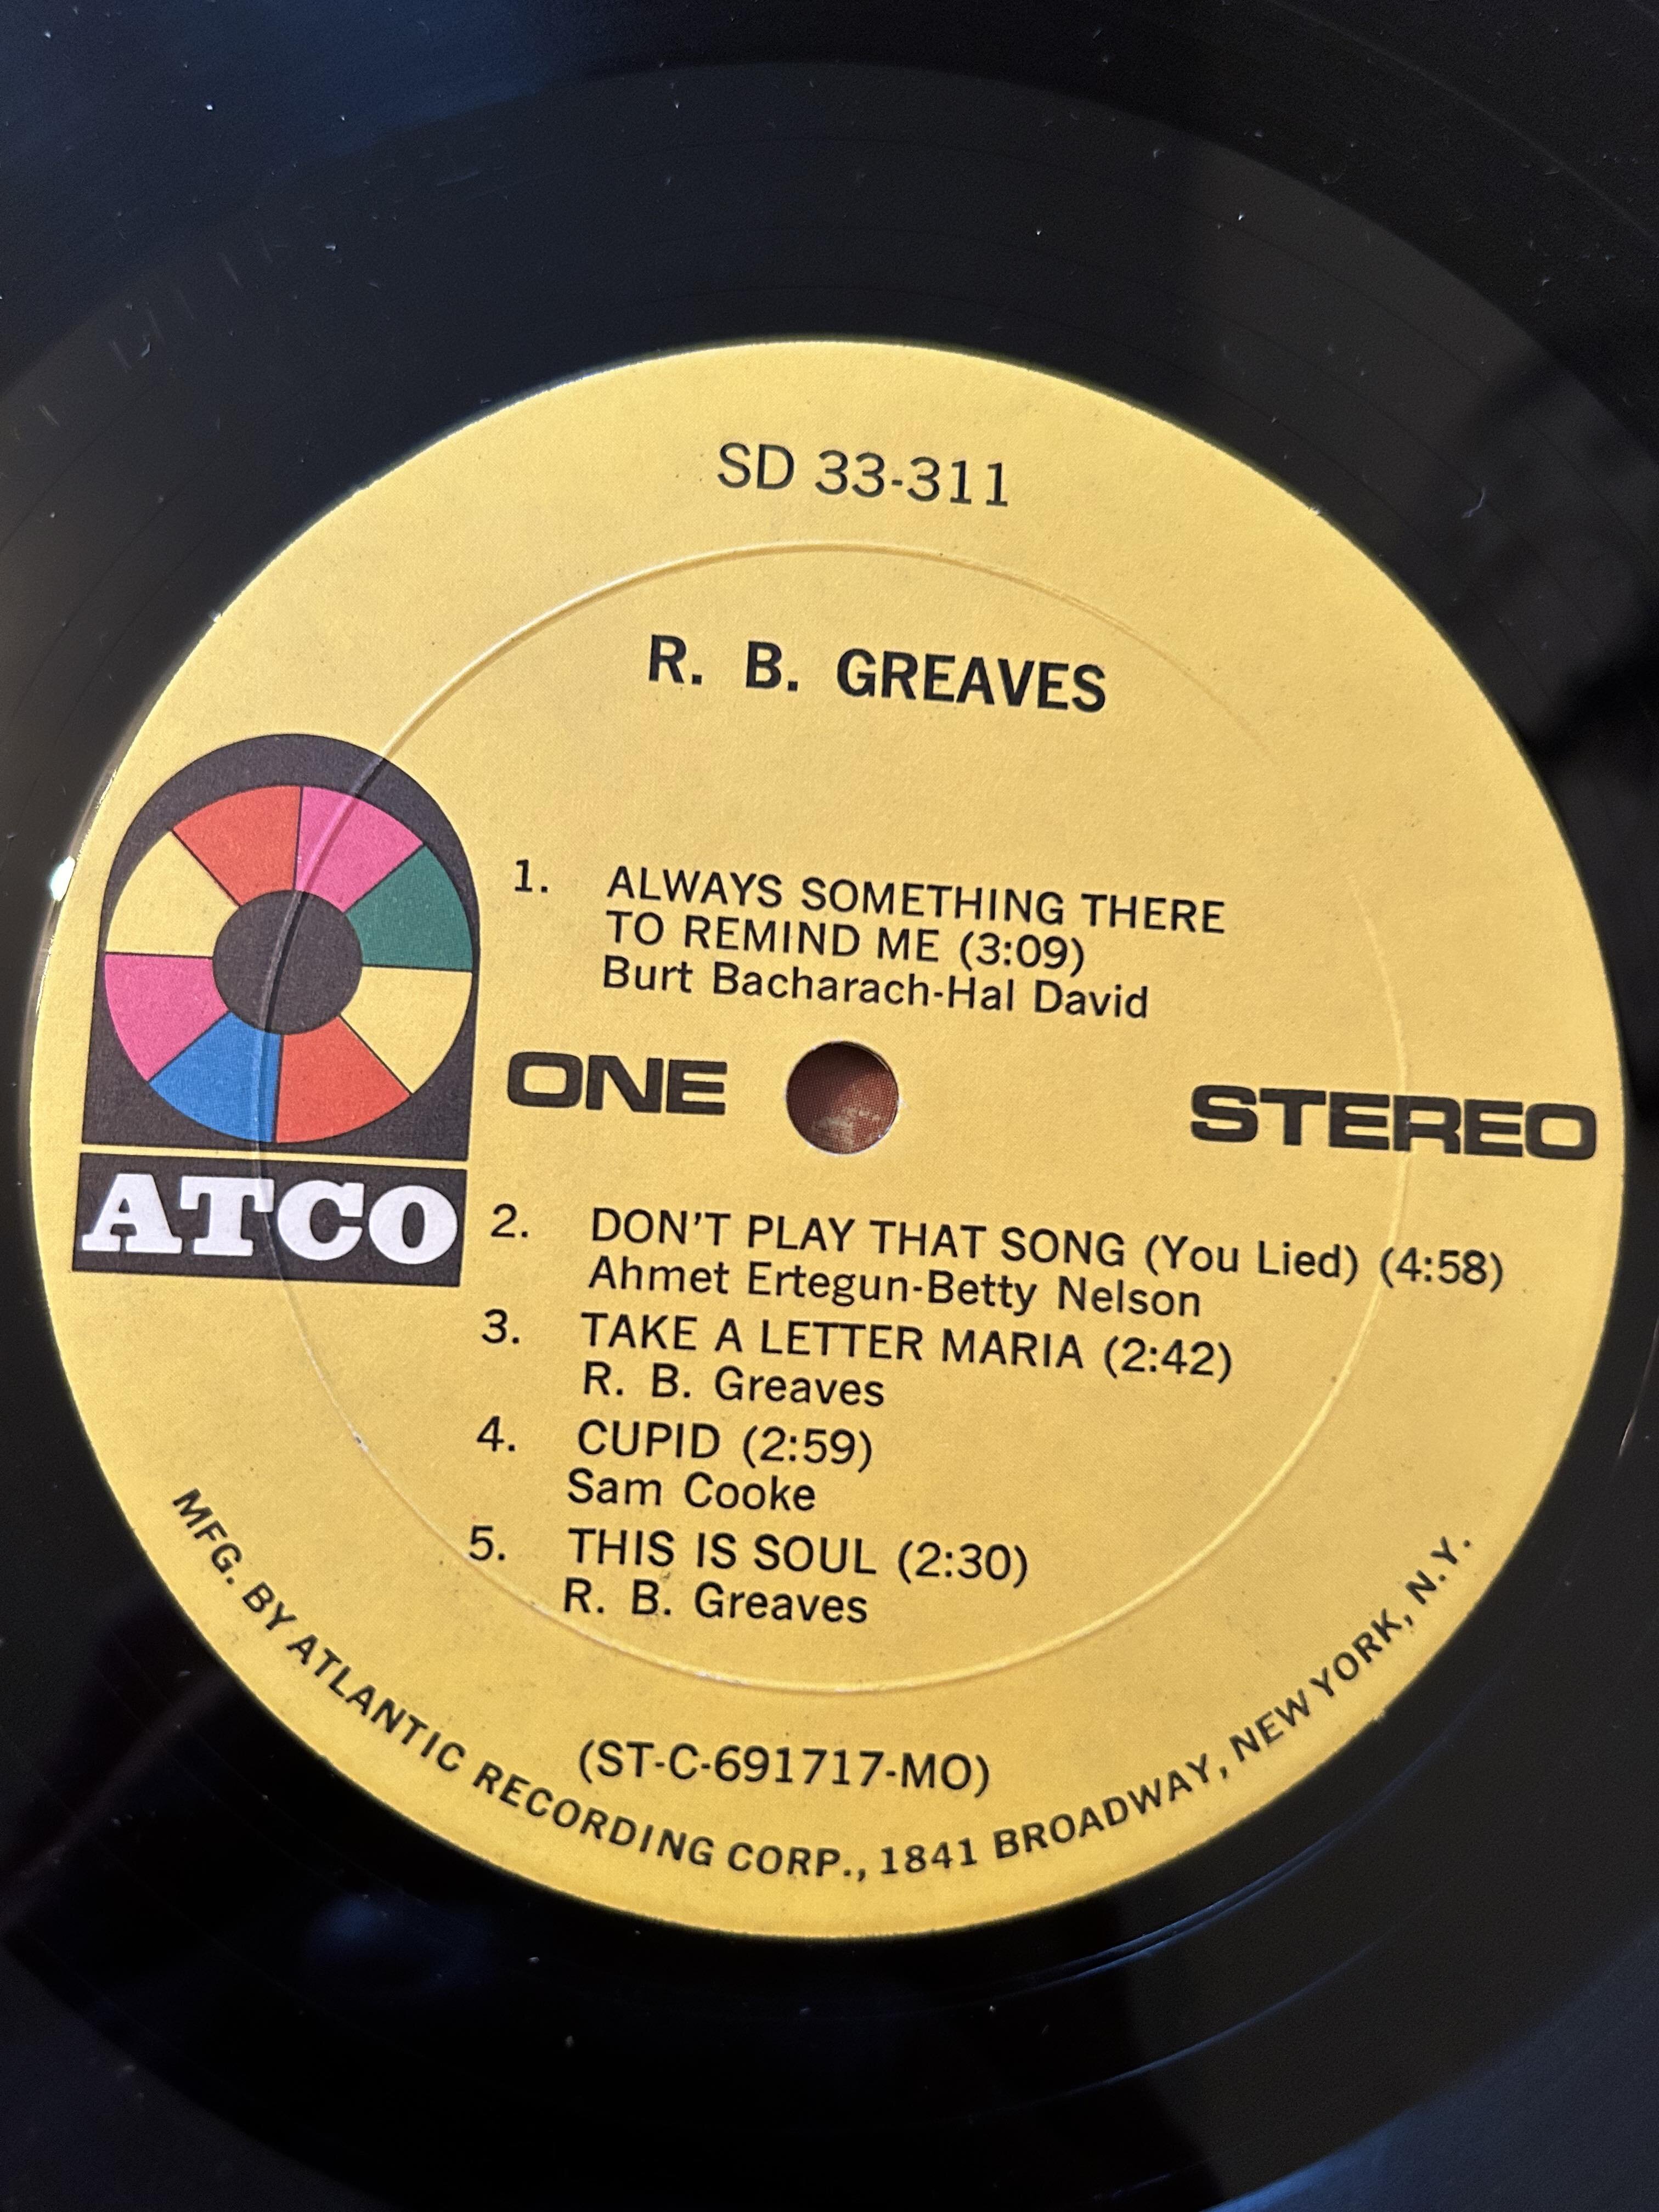 SD 33-311
R. B. GREAVES
1. ALWAYS SOMETHING THERE
TO REMIND ME (3:09)
Burt Bacharach-Hal David
ONE
STEREO
ATCO
2. DON'T PLAY THAT SONG (You Lied) (4:58)
Ahmet Ertegun-Betty Nelson
3. TAKE A LETTER MARIA (2:42)
R. B. Greaves
4. CUPID (2:59)
Sam Cooke
5. THIS IS SOUL (2:30)
R. B. Greaves
(ST-C-691717-MO)
MFG. BY ATLANTIC RECORDING CORP., 1841 BROADWAY, NEW YORK, N.Y.